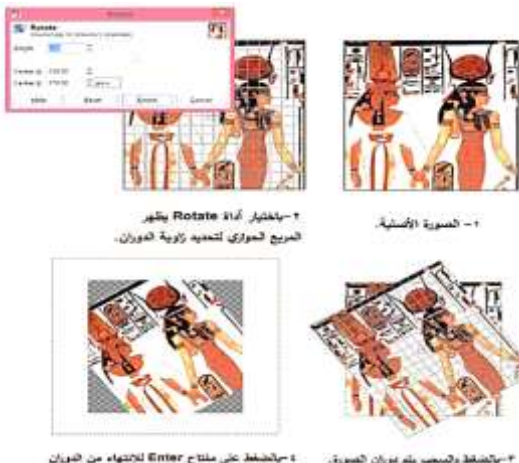 Rotate
Rotate
Angle
Center X
Center Y
Help
Reset
Rotate
Cancel
١- الصورة الأصلية.
٢-باختيار أداة Rotate يظهر
المربع الحواري لتحديد زاوية الدوران.
٣-بالضغط والسحب يتم دوران الصورة.
٤-بالضغط على مفتاح Enter للانتهاء من الدوران